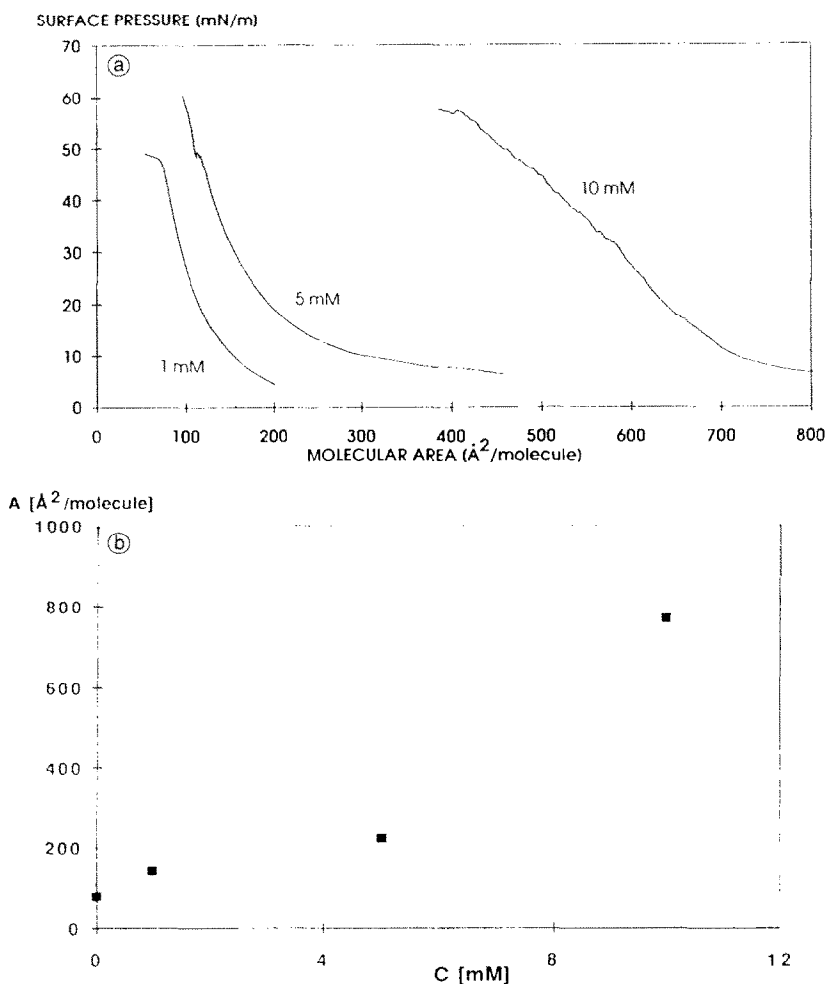 SURFACE PRESSURE (mN/m)
70
ⓐ
60
50
40
10 mM
30
5 mM
20
10
1 mM
0
0 100 200 300 400 500 600 700 800
MOLECULAR AREA (Å²/molecule)
A [Å²/molecule]
1000
ⓑ
800
600
400
200
0
0 4 8 12
C [mM]